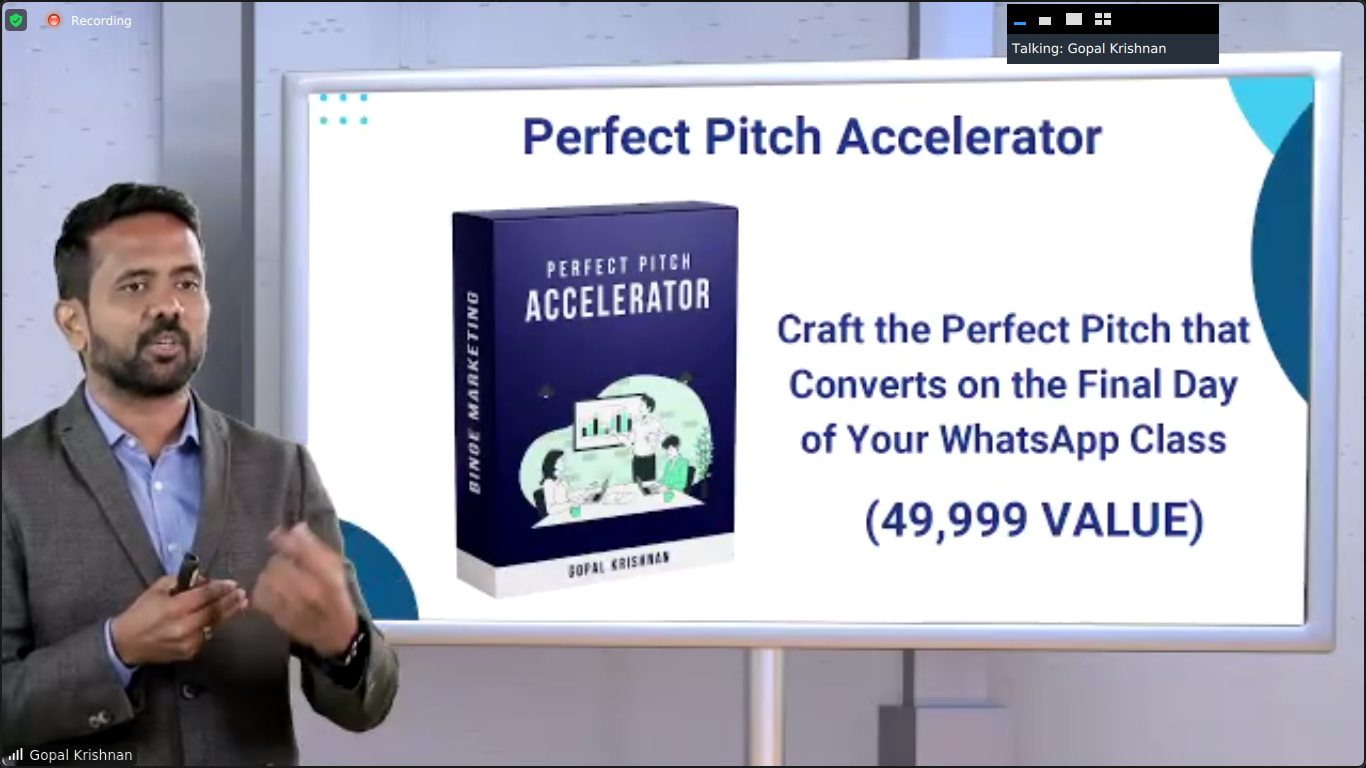 Recording
Talking: Gopal Krishnan
Perfect Pitch Accelerator
PERFECT PITCH
ACCELERATOR
BINGE MARKETING
GOPAL KRISHNAN
Craft the Perfect Pitch that
Converts on the Final Day
of Your WhatsApp Class
(49,999 VALUE)
Gopal Krishnan